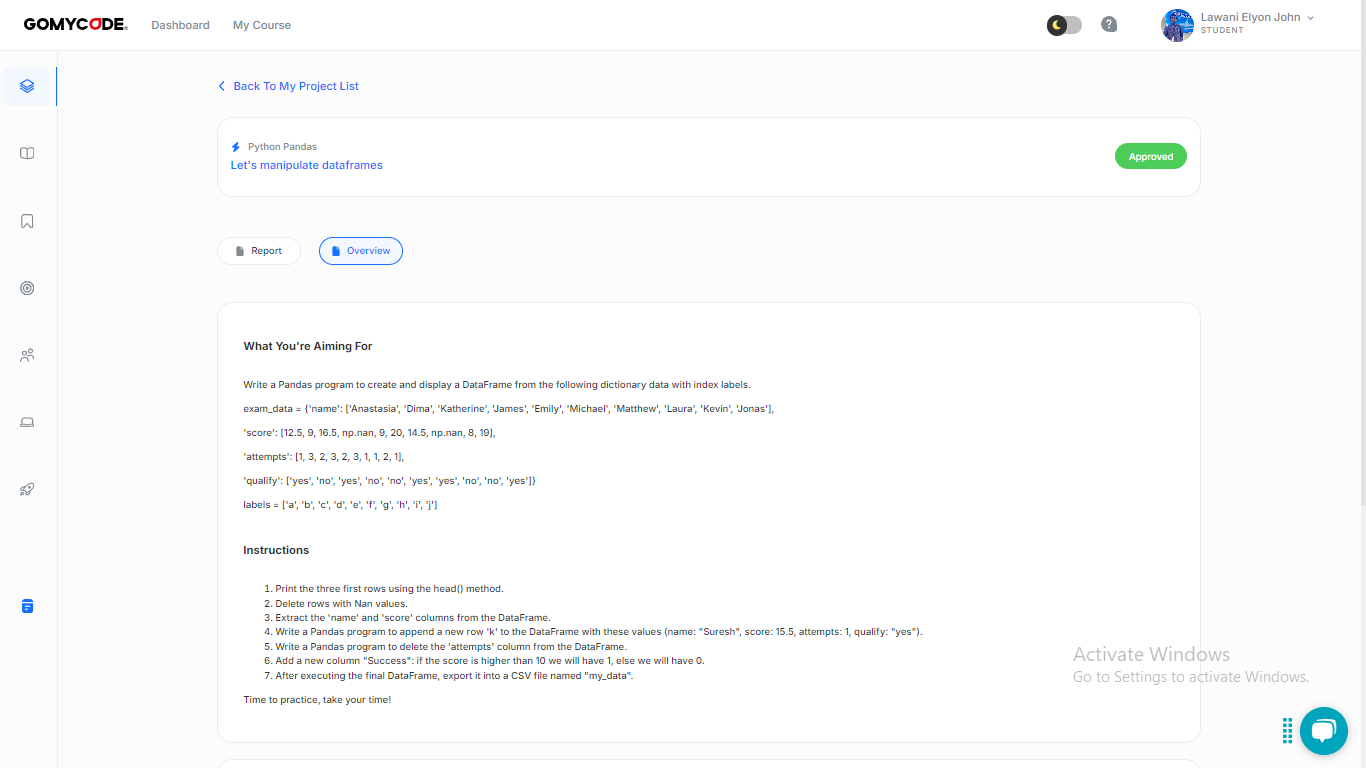 GOMYCODE
Dashboard
My Course
?
Lawani Elyon John
STUDENT
Back To My Project List
Python Pandas
Let's manipulate dataframes
Approved
Report
Overview
What You're Aiming For
Write a Pandas program to create and display a DataFrame from the following dictionary data with index labels.
exam_data = {'name': ['Anastasia', 'Dima', 'Katherine', 'James', 'Emily', 'Michael', 'Matthew', 'Laura', 'Kevin', 'Jonas'],
'score': [12.5, 9, 16.5, np.nan, 9, 20, 14.5, np.nan, 8, 19],
'attempts': [1, 3, 2, 3, 2, 3, 1, 1, 2, 1],
'qualify': ['yes', 'no', 'yes', 'no', 'no', 'yes', 'yes', 'no', 'no', 'yes']}
labels = ['a', 'b', 'c', 'd', 'e', 'f', 'g', 'h', 'i', 'j']
Instructions
1. Print the three first rows using the head() method.
2. Delete rows with Nan values.
3. Extract the 'name' and 'score' columns from the DataFrame.
4. Write a Pandas program to append a new row 'k' to the DataFrame with these values (name: "Suresh", score: 15.5, attempts: 1, qualify: "yes").
5. Write a Pandas program to delete the 'attempts' column from the DataFrame.
6. Add a new column "Success": if the score is higher than 10 we will have 1, else we will have 0.
7. After executing the final DataFrame, export it into a CSV file named "my_data".
Time to practice, take your time!
Activate Windows
Go to Settings to activate Windows.